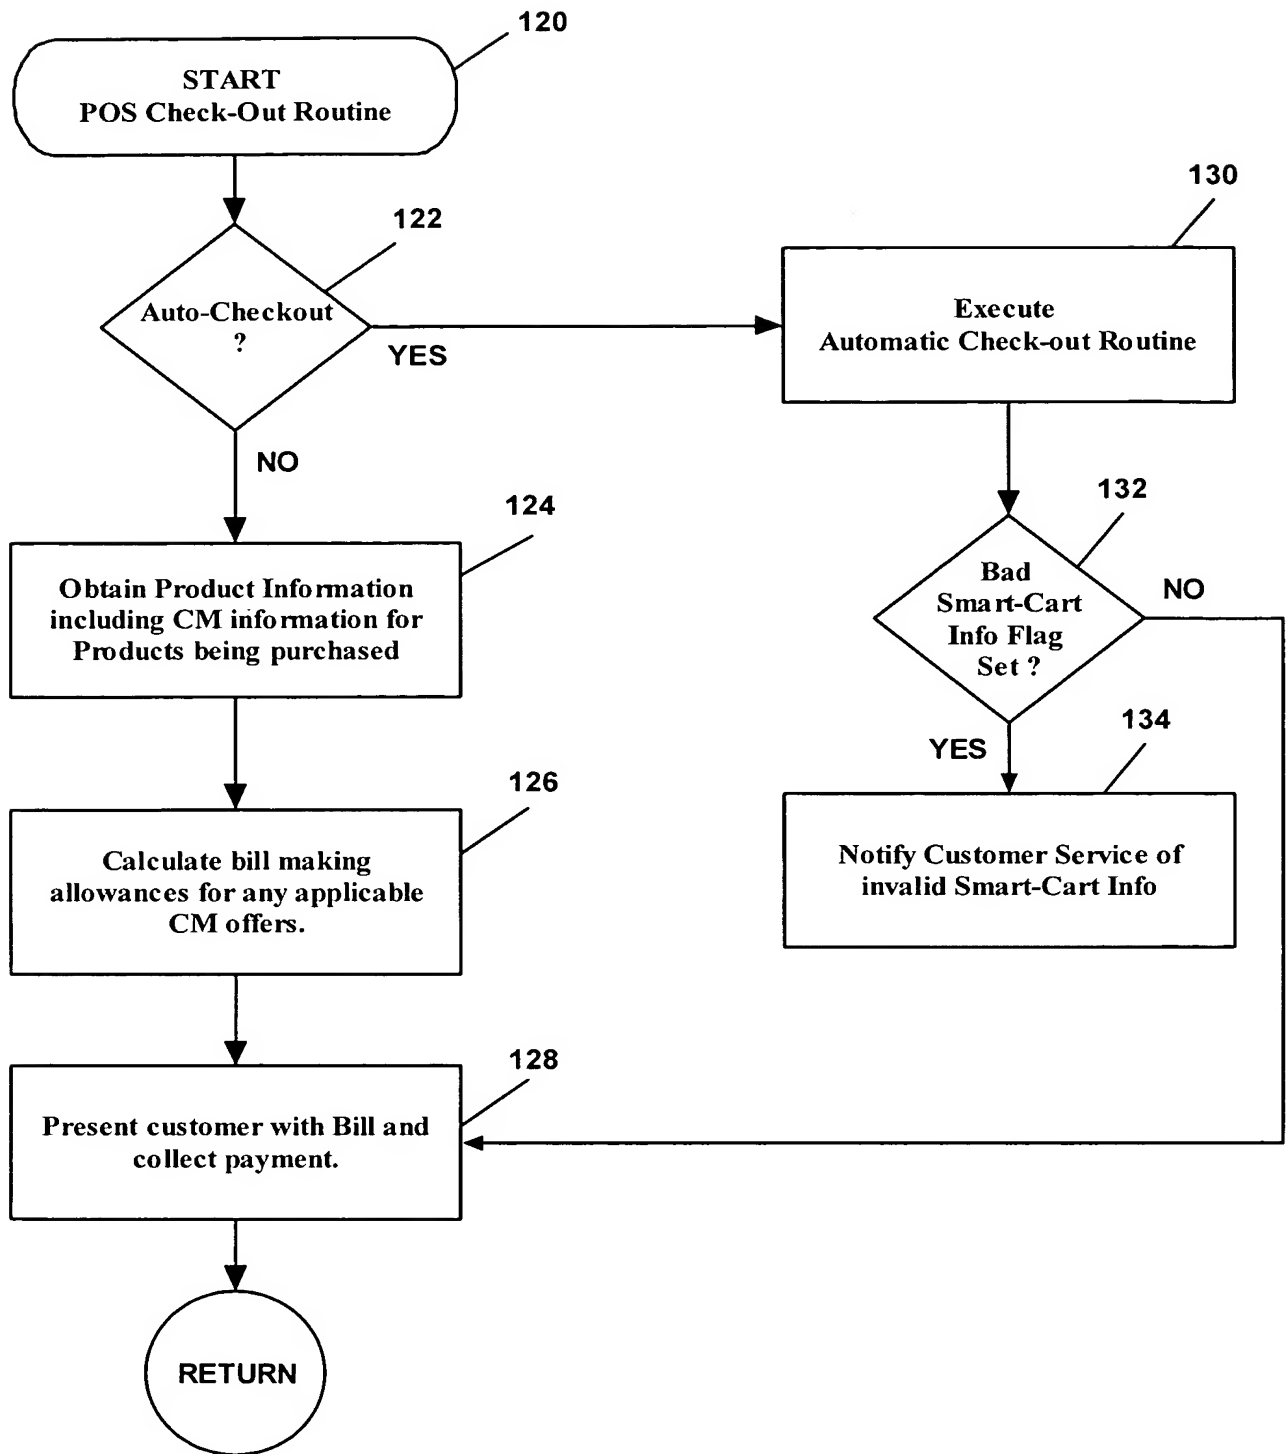 120
START
POS Check-Out Routine
122
Auto-Checkout
?
YES
NO
130
Execute
Automatic Check-out Routine
132
Bad
Smart-Cart
Info Flag
Set ?
NO
YES
124
Obtain Product Information
including CM information for
Products being purchased
134
Notify Customer Service of
invalid Smart-Cart Info
126
Calculate bill making
allowances for any applicable
CM offers.
128
Present customer with Bill and
collect payment.
RETURN